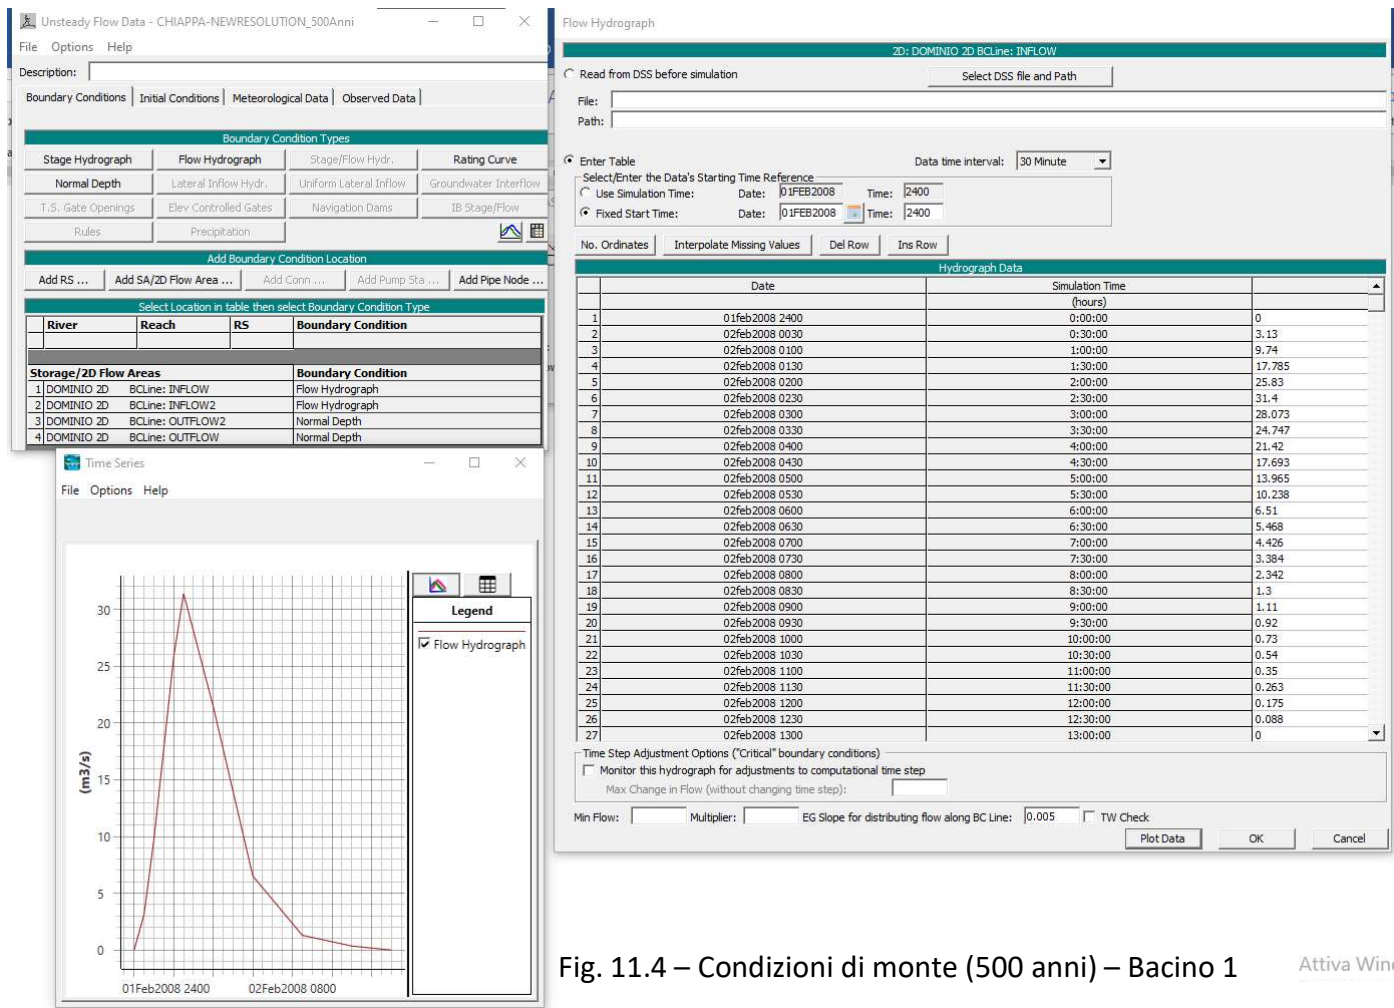 Unsteady Flow Data - CHIAPPA-NEWRESOLUTION_500Anni
File Options Help
Description:
Boundary Conditions Initial Conditions Meteorological Data Observed Data
Boundary Condition Types
Stage Hydrograph Flow Hydrograph Stage/Flow Hydr. Rating Curve
Normal Depth Lateral Inflow Hydr. Uniform Lateral Inflow Groundwater Interflow
T.S. Gate Openings Elev Controlled Gates Navigation Dams IB Stage/Flow
Rules Precipitation
Add Boundary Condition Location
Add RS ... Add SA/2D Flow Area ... Add Conn ... Add Pump Sta ... Add Pipe Node ...
Select Location in table then select Boundary Condition Type
River Reach RS Boundary Condition
Storage/2D Flow Areas Boundary Condition
1 DOMINIO 2D BCLine: INFLOW Flow Hydrograph
2 DOMINIO 2D BCLine: INFLOW2 Flow Hydrograph
3 DOMINIO 2D BCLine: OUTFLOW2 Normal Depth
4 DOMINIO 2D BCLine: OUTFLOW Normal Depth
Time Series
File Options Help
Legend
Flow Hydrograph
30
25
20
15
10
5
0
(m3/s)
01Feb2008 2400 02Feb2008 0800
Flow Hydrograph
2D: DOMINIO 2D BCLine: INFLOW
Read from DSS before simulation Select DSS file and Path
File:
Path:
Enter Table Data time interval: 30 Minute
Select/Enter the Data's Starting Time Reference
Use Simulation Time: Date: 01FEB2008 Time: 2400
Fixed Start Time: Date: 01FEB2008 Time: 2400
No. Ordinates Interpolate Missing Values Del Row Ins Row
Hydrograph Data
Date Simulation Time
(hours)
1 01feb2008 2400 0:00:00 0
2 02feb2008 0030 0:30:00 3.13
3 02feb2008 0100 1:00:00 9.74
4 02feb2008 0130 1:30:00 17.785
5 02feb2008 0200 2:00:00 25.83
6 02feb2008 0230 2:30:00 31.4
7 02feb2008 0300 3:00:00 28.073
8 02feb2008 0330 3:30:00 24.747
9 02feb2008 0400 4:00:00 21.42
10 02feb2008 0430 4:30:00 17.693
11 02feb2008 0500 5:00:00 13.965
12 02feb2008 0530 5:30:00 10.238
13 02feb2008 0600 6:00:00 6.51
14 02feb2008 0630 6:30:00 5.468
15 02feb2008 0700 7:00:00 4.426
16 02feb2008 0730 7:30:00 3.384
17 02feb2008 0800 8:00:00 2.342
18 02feb2008 0830 8:30:00 1.3
19 02feb2008 0900 9:00:00 1.11
20 02feb2008 0930 9:30:00 0.92
21 02feb2008 1000 10:00:00 0.73
22 02feb2008 1030 10:30:00 0.54
23 02feb2008 1100 11:00:00 0.35
24 02feb2008 1130 11:30:00 0.263
25 02feb2008 1200 12:00:00 0.175
26 02feb2008 1230 12:30:00 0.088
27 02feb2008 1300 13:00:00 0
Time Step Adjustment Options ("Critical" boundary conditions)
Monitor this hydrograph for adjustments to computational time step
Max Change in Flow (without changing time step):
Min Flow: Multiplier: EG Slope for distributing flow along BC Line: 0.005 TW Check
Plot Data OK Cancel
Fig. 11.4 – Condizioni di monte (500 anni) – Bacino 1
Attiva Win